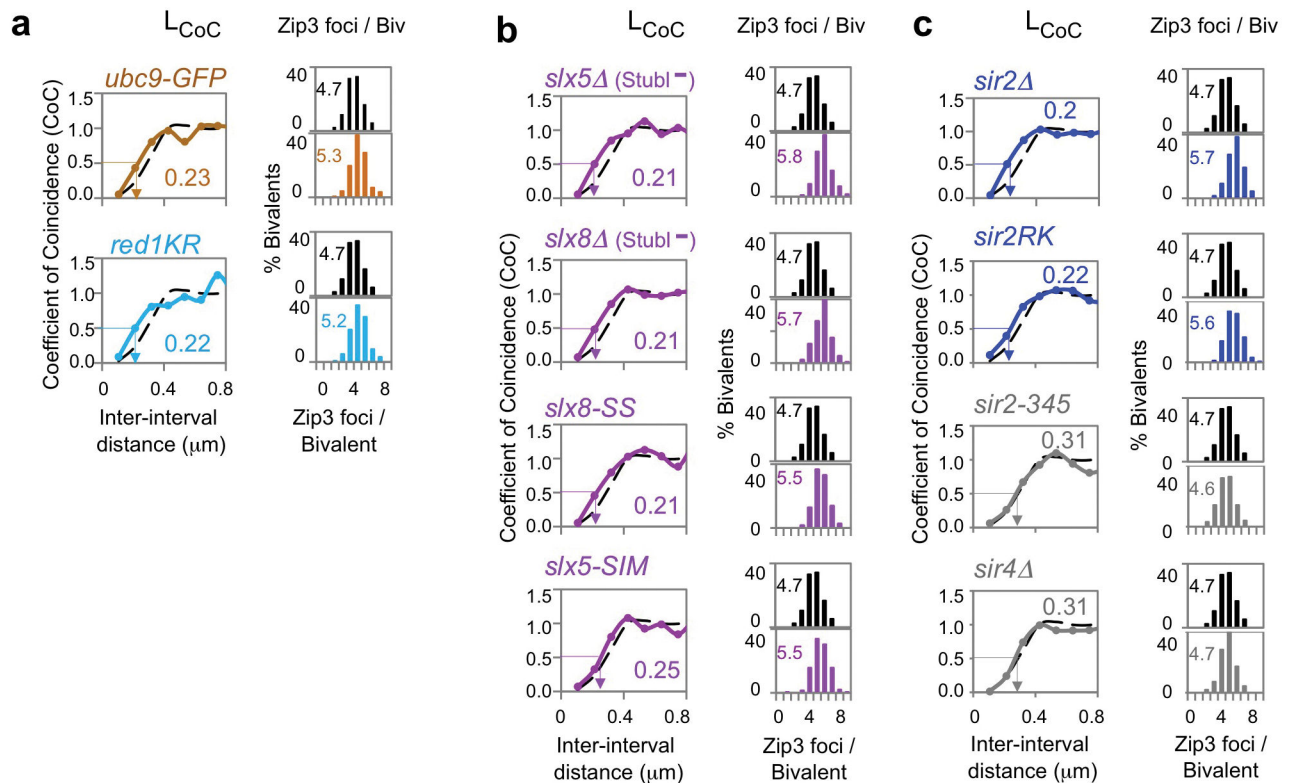 a
L CoC
Zip3 foci / Biv
Coefficient of Coincidence (CoC)
ubc9-GFP
1.5
1.0
0.5
0.0
0.23
40
4.7
0
40
5.3
0
% Bivalents
red1KR
1.5
1.0
0.5
0.0
0.22
40
4.7
0
40
5.2
0
0 0.4 0.8
Inter-interval
distance (μm)
0 4 8
Zip3 foci /
Bivalent
b
L CoC
Zip3 foci / Biv
Coefficient of Coincidence (CoC)
slx5Δ (Stubl⁻)
1.5
1.0
0.5
0.0
0.21
40
4.7
0
40
5.8
0
% Bivalents
slx8Δ (Stubl⁻)
1.5
1.0
0.5
0.0
0.21
40
4.7
0
40
5.7
0
slx8-SS
1.5
1.0
0.5
0.0
0.21
40
4.7
0
40
5.5
0
slx5-SIM
1.5
1.0
0.5
0.0
0.25
40
4.7
0
40
5.5
0
0 0.4 0.8
Inter-interval
distance (μm)
0 4 8
Zip3 foci /
Bivalent
c
L CoC
Zip3 foci / Biv
Coefficient of Coincidence (CoC)
sir2Δ
1.5
1.0
0.5
0.0
0.2
40
4.7
0
40
5.7
0
% Bivalents
sir2RK
1.5
1.0
0.5
0.0
0.22
40
4.7
0
40
5.6
0
sir2-345
1.5
1.0
0.5
0.0
0.31
40
4.7
0
40
4.6
0
sir4Δ
1.5
1.0
0.5
0.0
0.31
40
4.7
0
40
4.7
0
0 0.4 0.8
Inter-interval
distance (μm)
0 4 8
Zip3 foci /
Bivalent